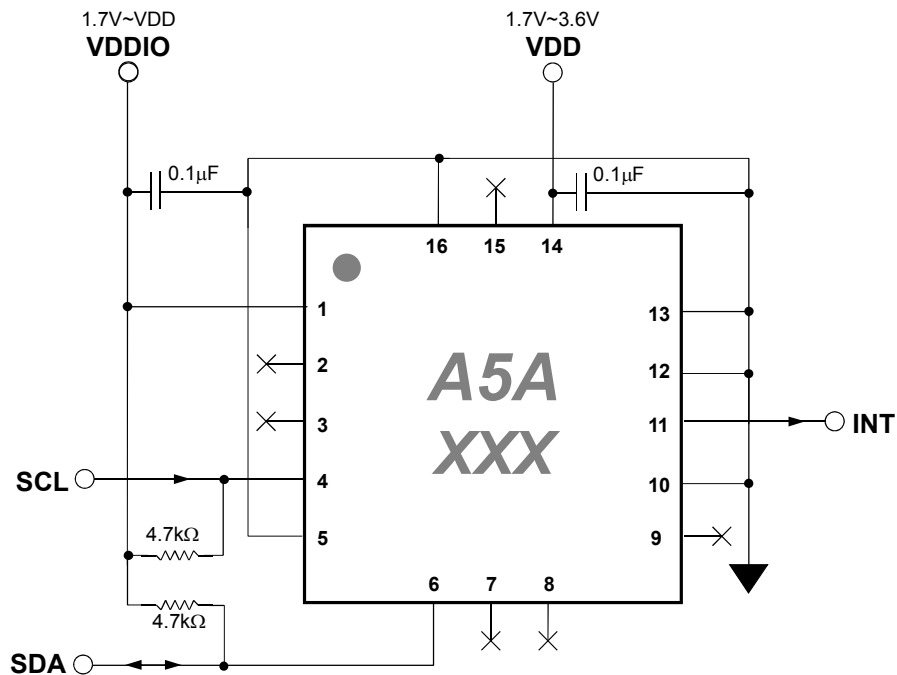 1.7V~VDD
VDDIO
1.7V~3.6V
VDD
0.1μF
0.1μF
16 15 14
1
2
3
4
5
13
12
11
10
9
A5A
XXX
INT
SCL
4.7kΩ
4.7kΩ
6 7 8
SDA